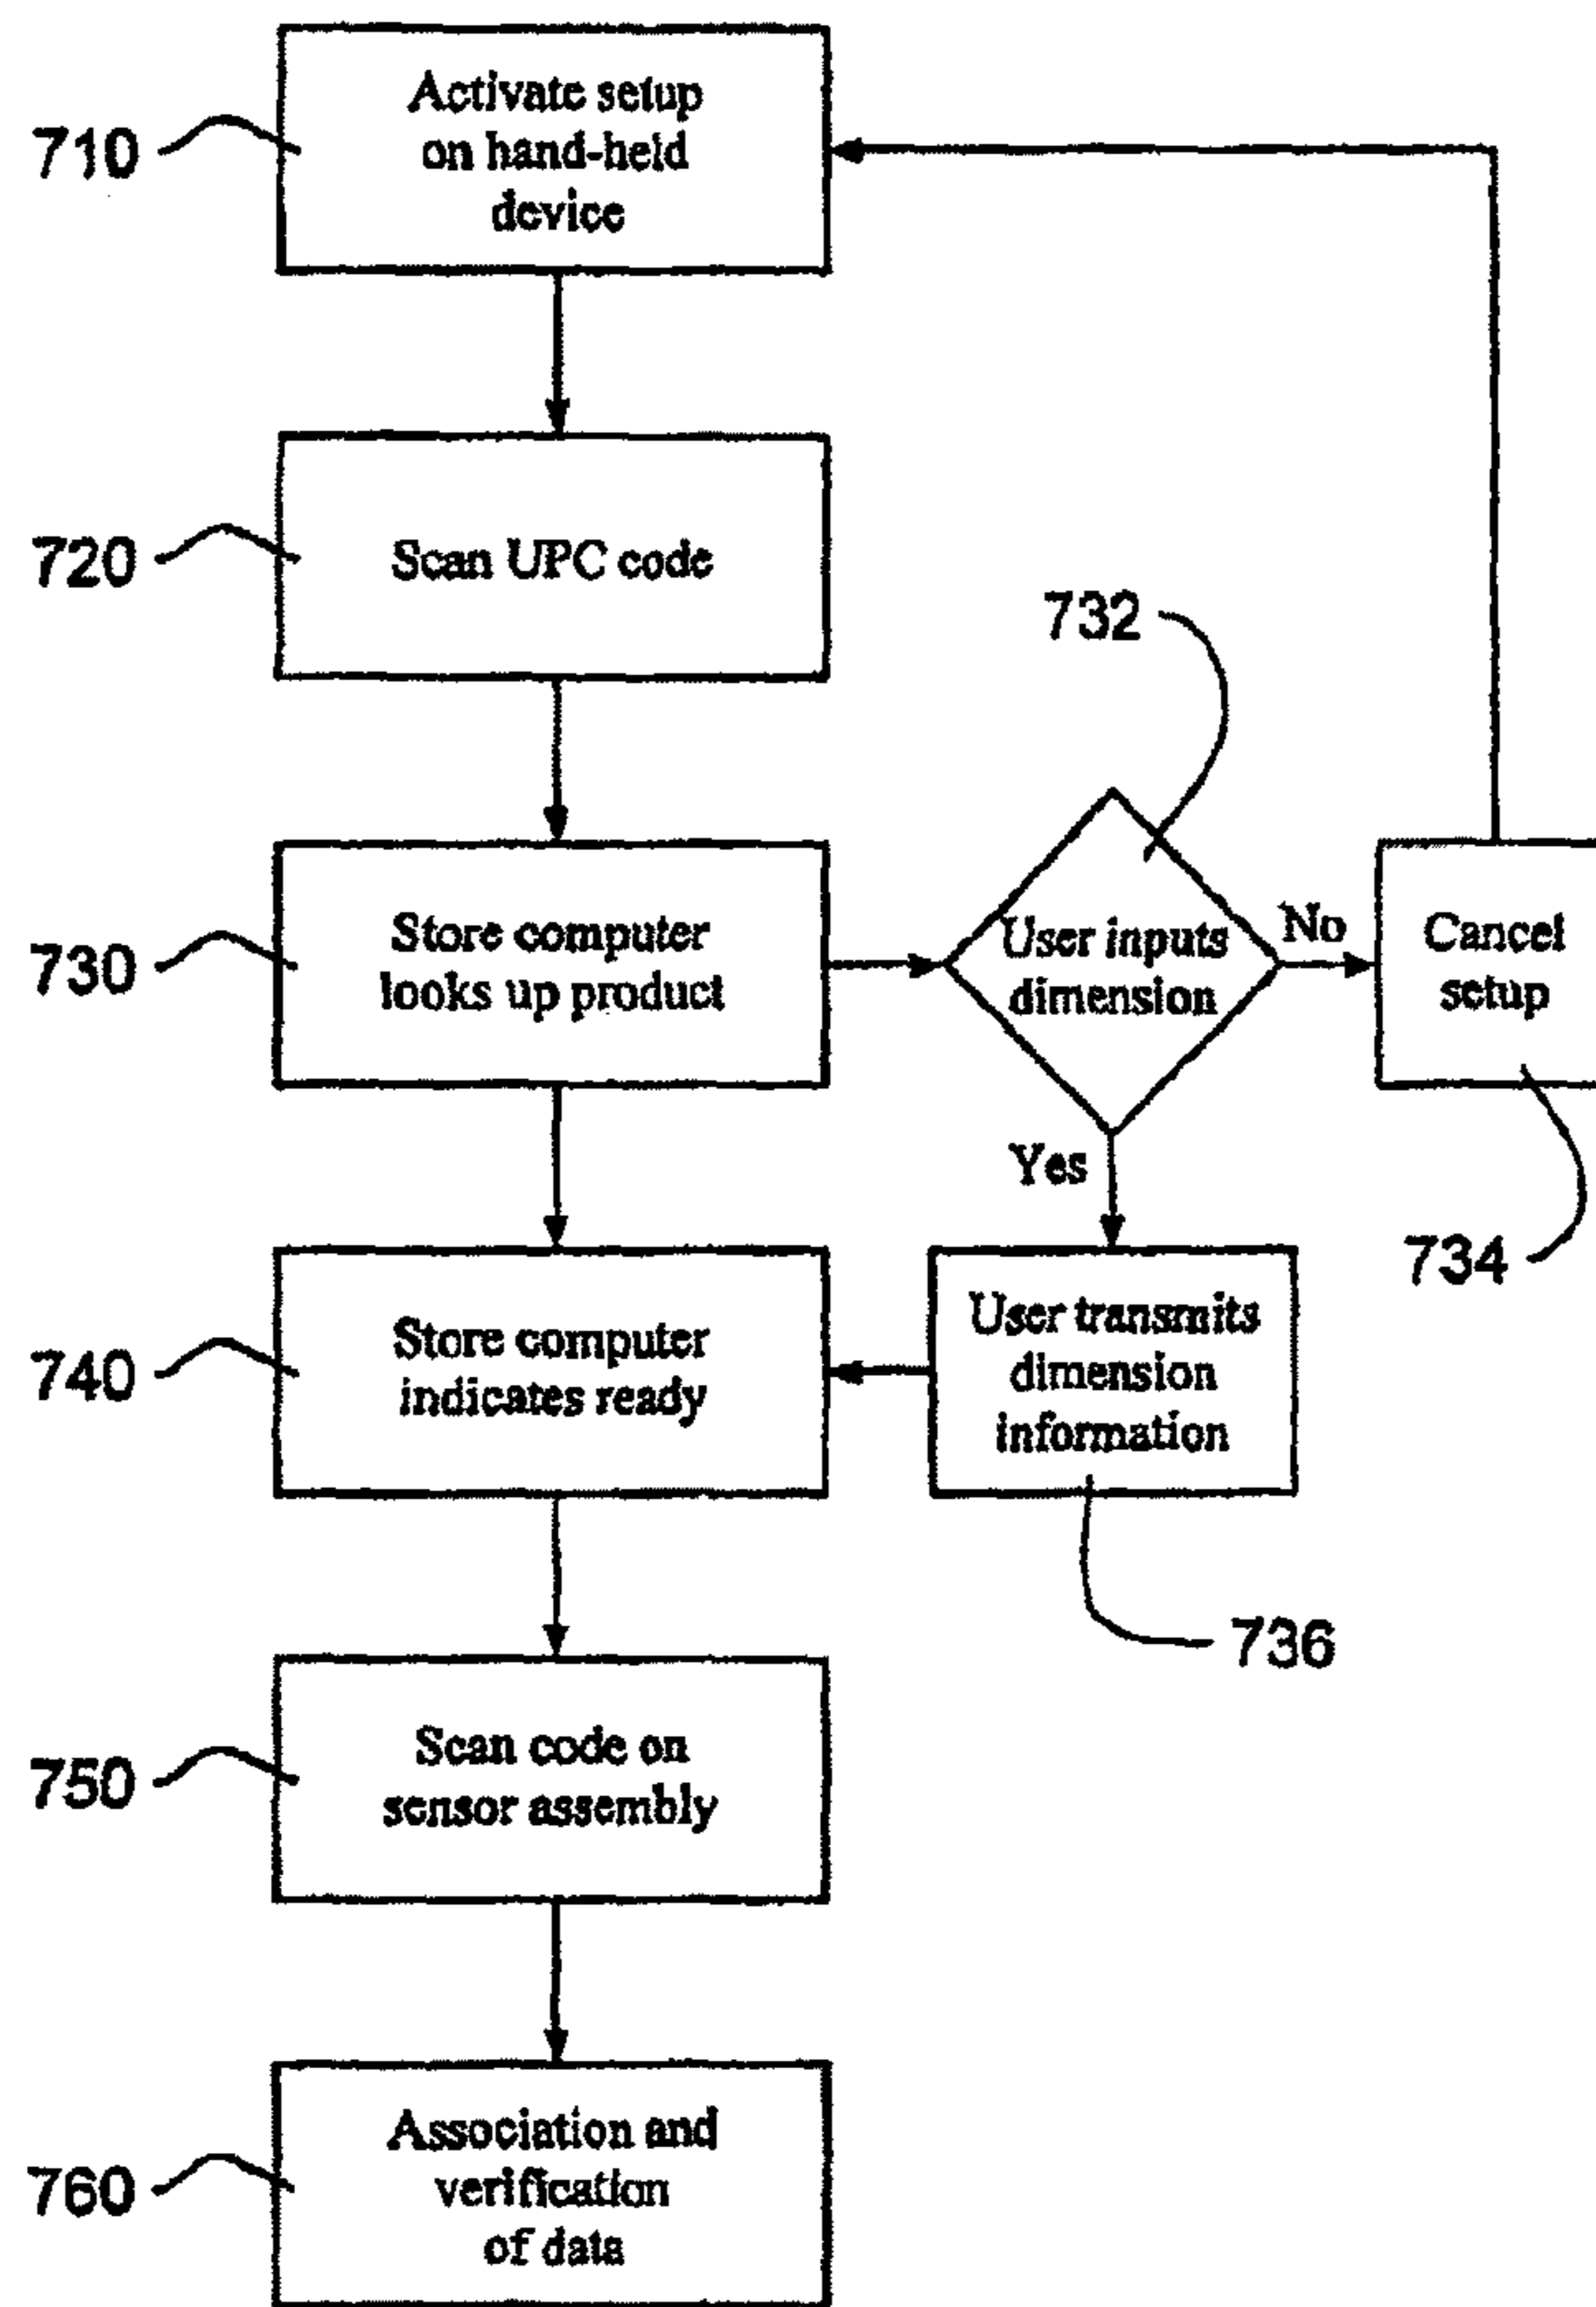 710
Activate setup
on hand-held
device
720
Scan UPC code
732
730
Store computer
looks up product
User inputs
dimension
No
Cancel
setup
Yes
734
740
Store computer
indicates ready
User transmits
dimension
information
736
750
Scan code on
sensor assembly
760
Association and
verification
of data